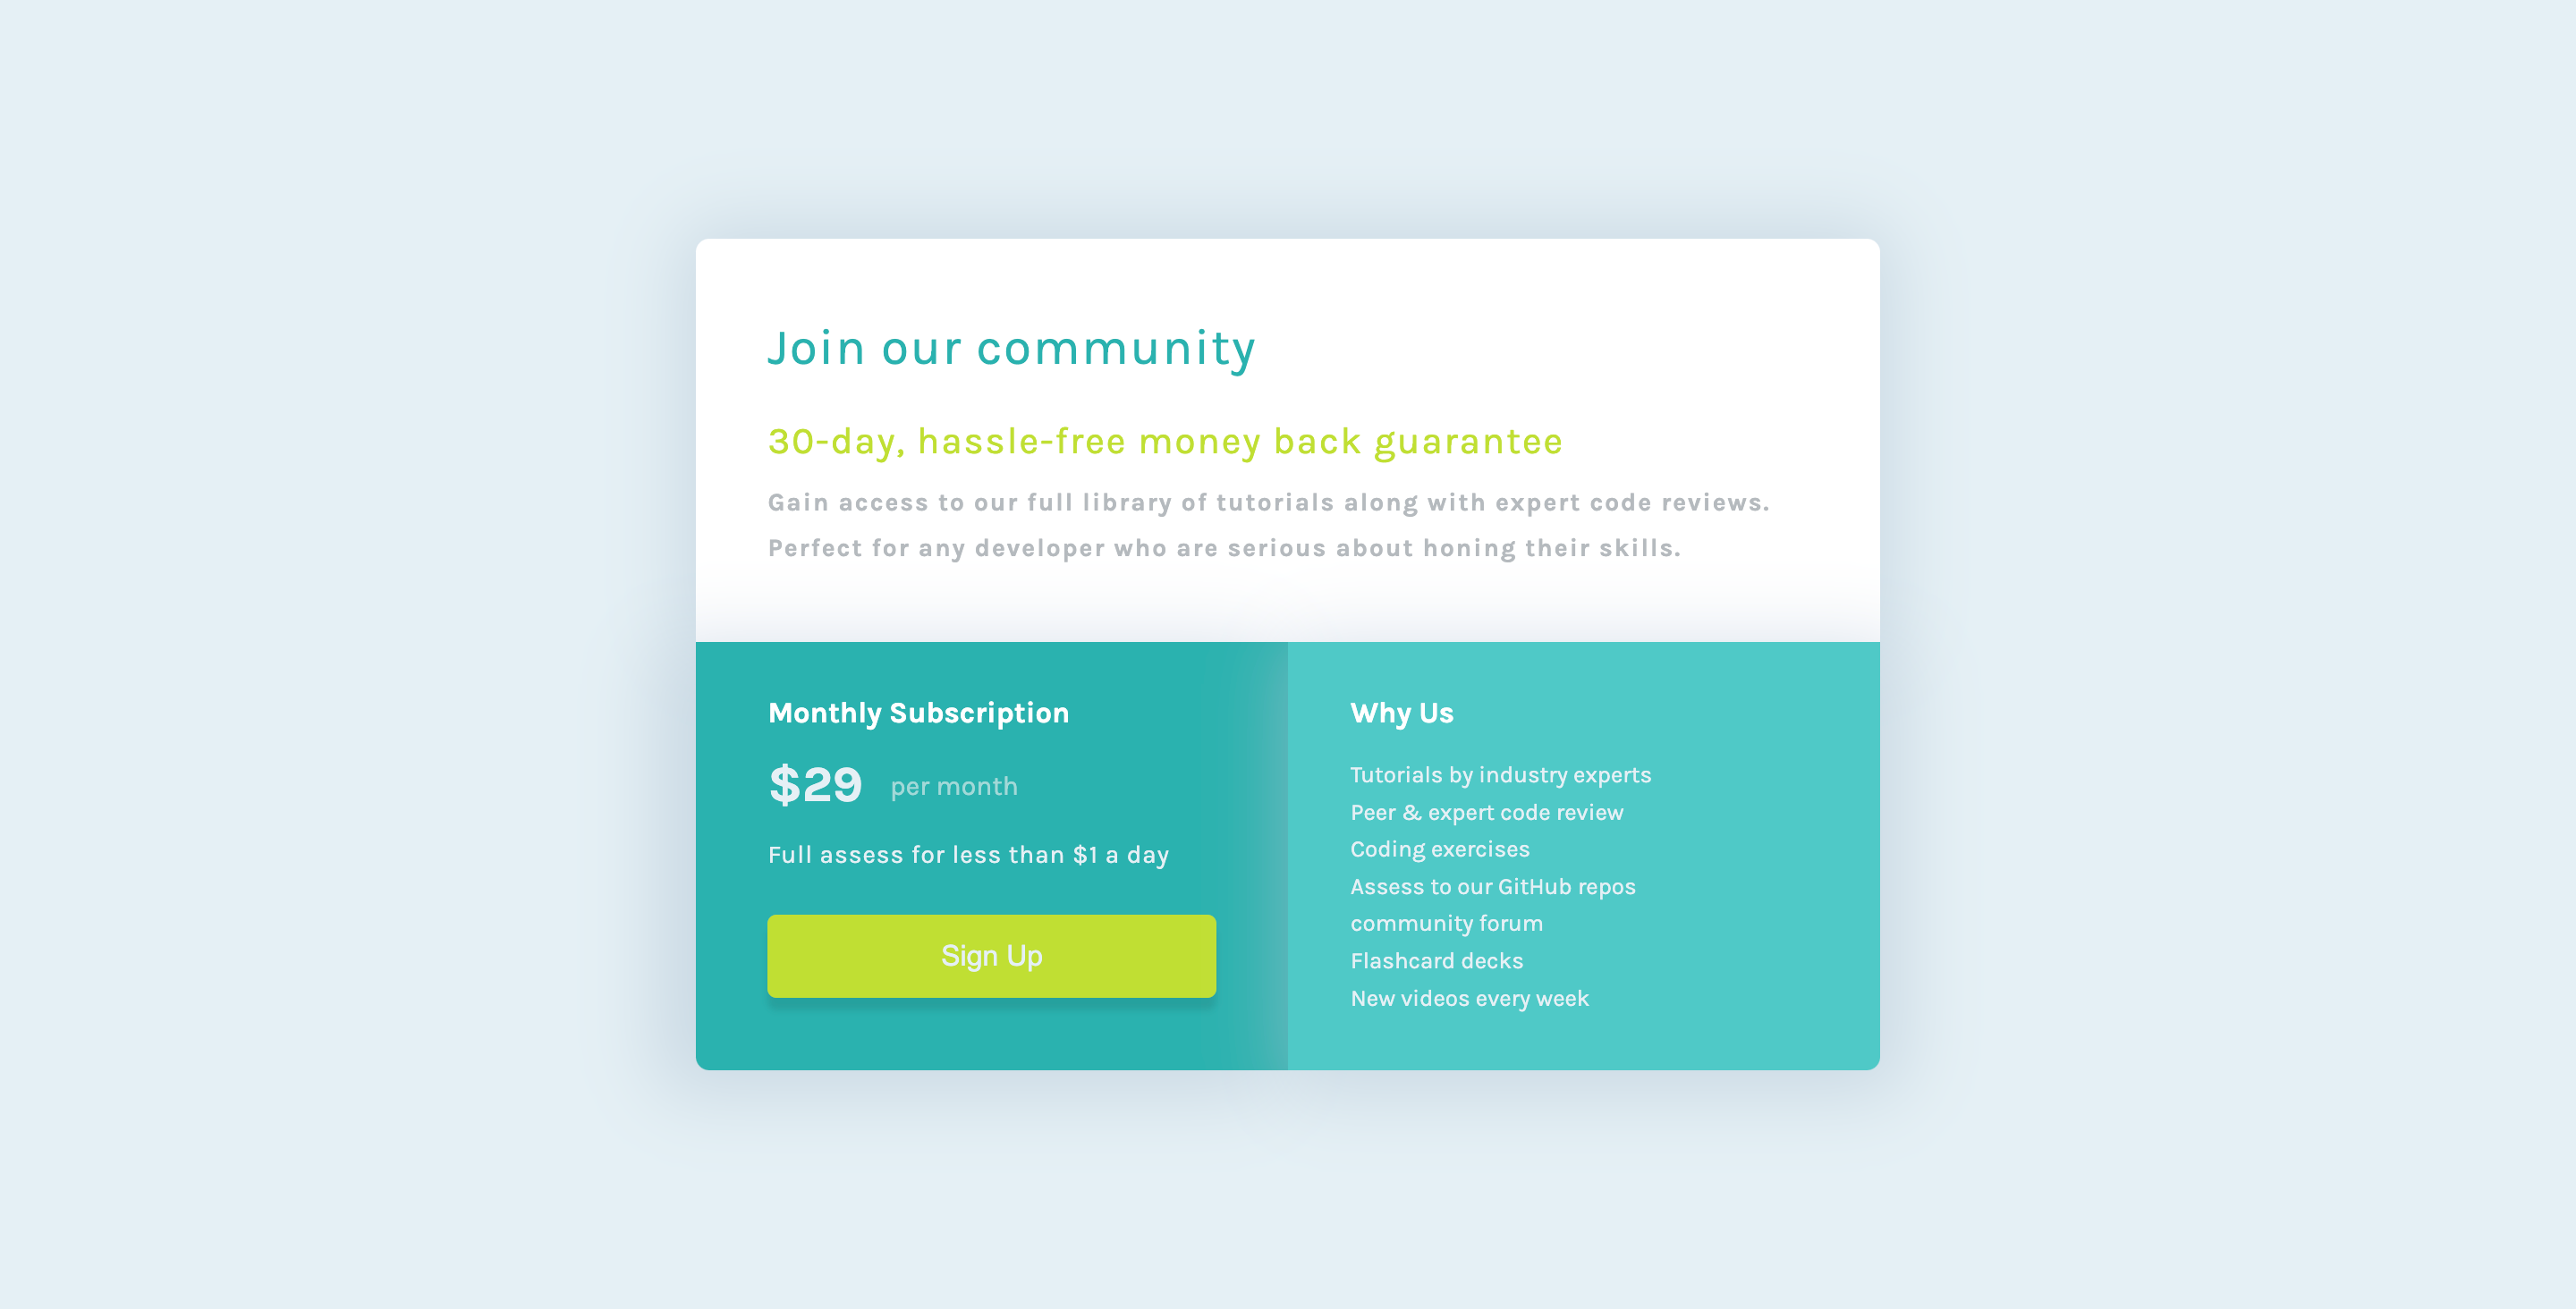 Join our community
30-day, hassle-free money back guarantee
Gain access to our full library of tutorials along with expert code reviews.
Perfect for any developer who are serious about honing their skills.
Monthly Subscription
$29 per month
Full assess for less than $1 a day
Sign Up
Why Us
Tutorials by industry experts
Peer & expert code review
Coding exercises
Assess to our GitHub repos
community forum
Flashcard decks
New videos every week